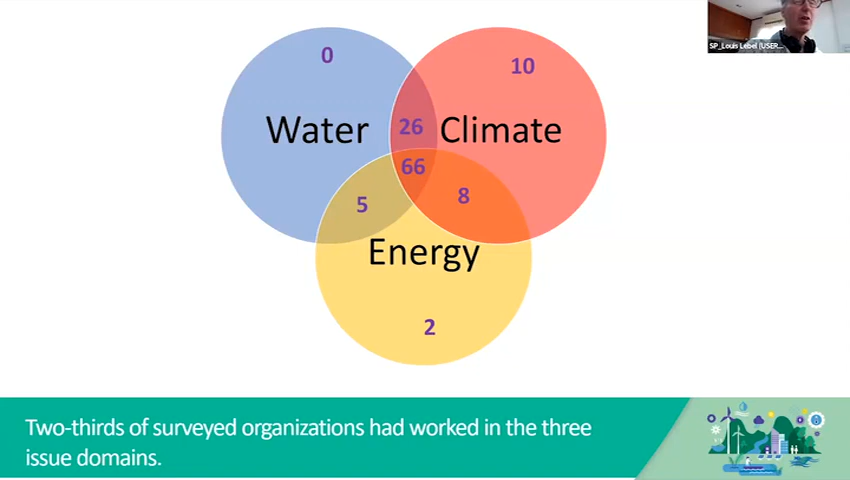 SP_Louis Lebel (USER...
0
10
Water
26
Climate
66
5
8
Energy
2
Two-thirds of surveyed organizations had worked in the three
issue domains.